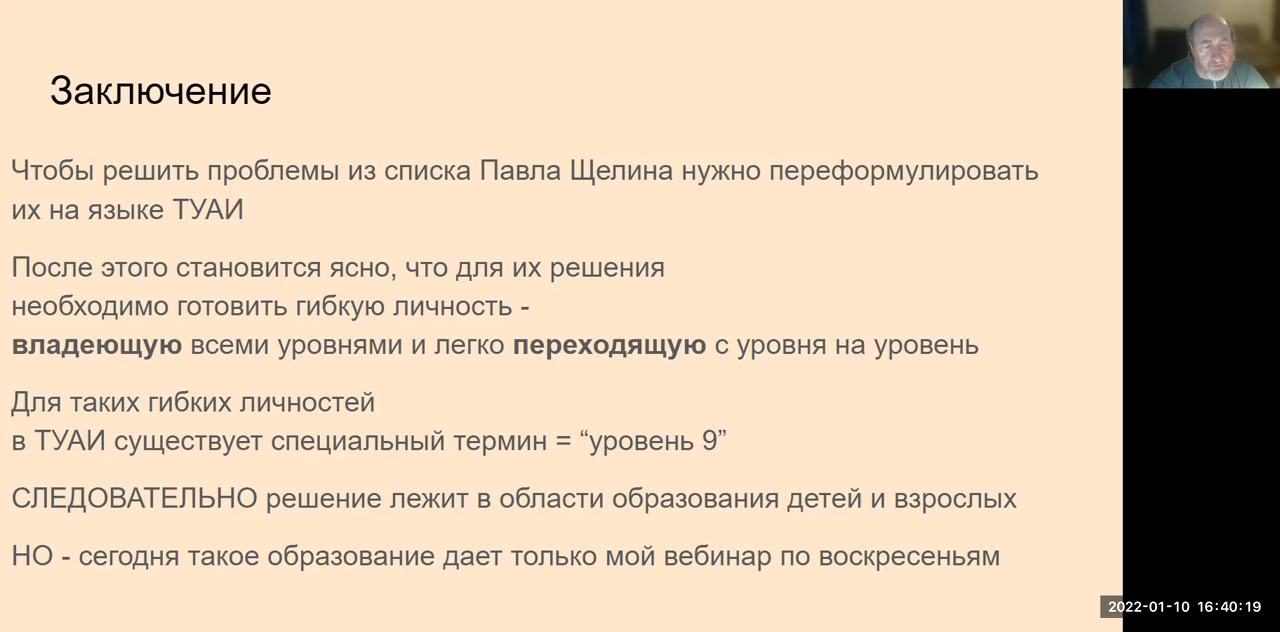 Заключение
Чтобы решить проблемы из списка Павла Щелина нужно переформулировать
их на языке ТУАИ
После этого становится ясно, что для их решения
необходимо готовить гибкую личность -
владеющую всеми уровнями и легко переходящую с уровня на уровень
Для таких гибких личностей
в ТУАИ существует специальный термин = “уровень 9”
СЛЕДОВАТЕЛЬНО решение лежит в области образования детей и взрослых
НО - сегодня такое образование дает только мой вебинар по воскресеньям
2022-01-10 16:40:19